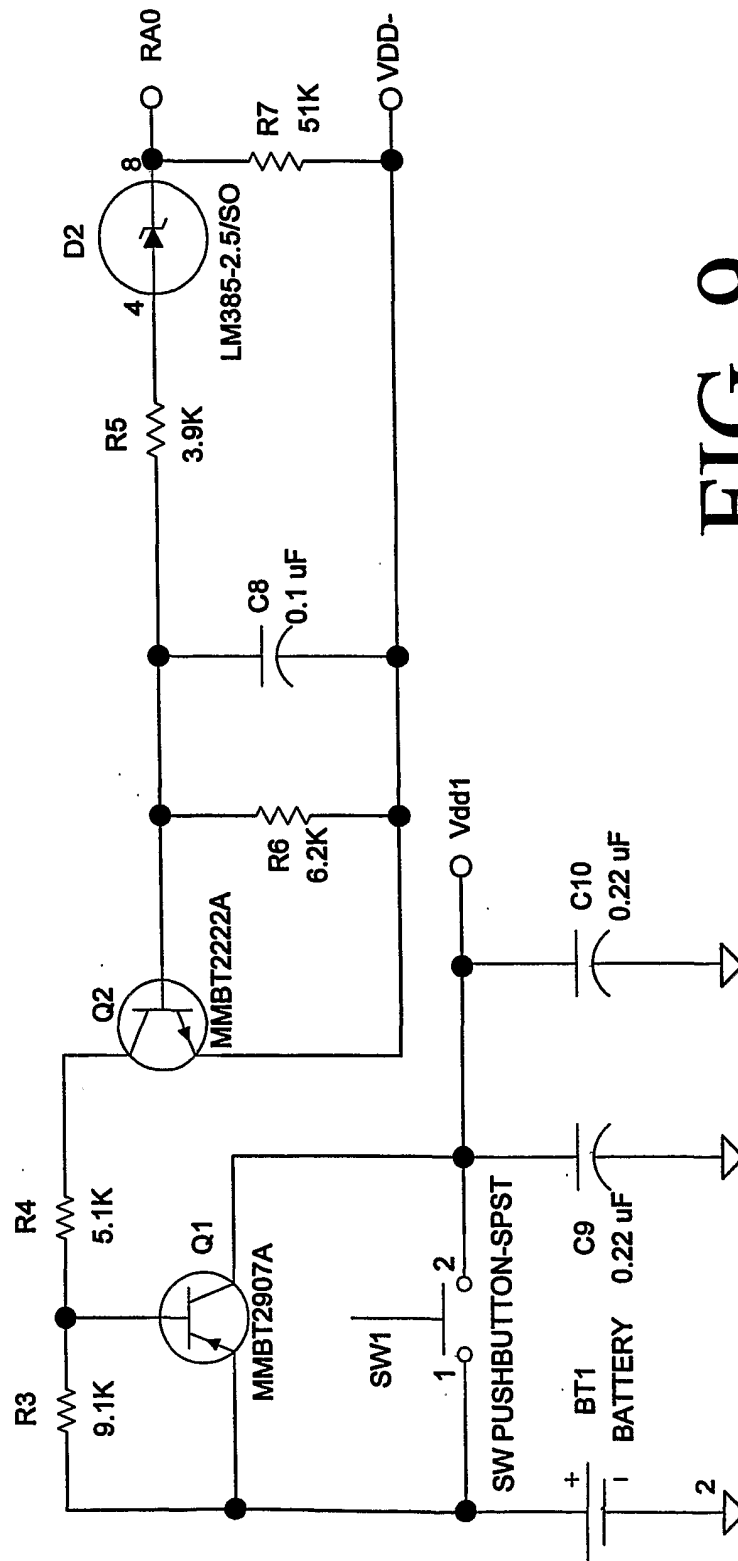 RA0
D2
8
4
LM385-2.5/SO
R7
51K
VDD-
R5
3.9K
C8
0.1 uF
R6
6.2K
Q2
MMBT2222A
R4
5.1K
R3
9.1K
Q1
MMBT2907A
Vdd1
SW1
1
2
SW PUSHBUTTON-SPST
BT1
BATTERY
+
-
2
C9
0.22 uF
C10
0.22 uF